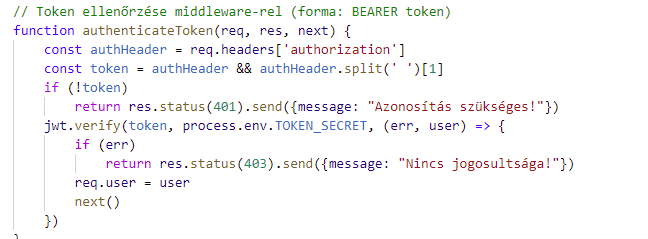 // Token ellenőrzése middleware-rel (forma: BEARER token)
function authenticateToken(req, res, next) {
    const authHeader = req.headers['authorization']
    const token = authHeader && authHeader.split(' ')[1]
    if (!token)
        return res.status(401).send({message: "Azonosítás szükséges!"})
    jwt.verify(token, process.env.TOKEN_SECRET, (err, user) => {
        if (err)
            return res.status(403).send({message: "Nincs jogosultsága!"})
        req.user = user
        next()
    })
}